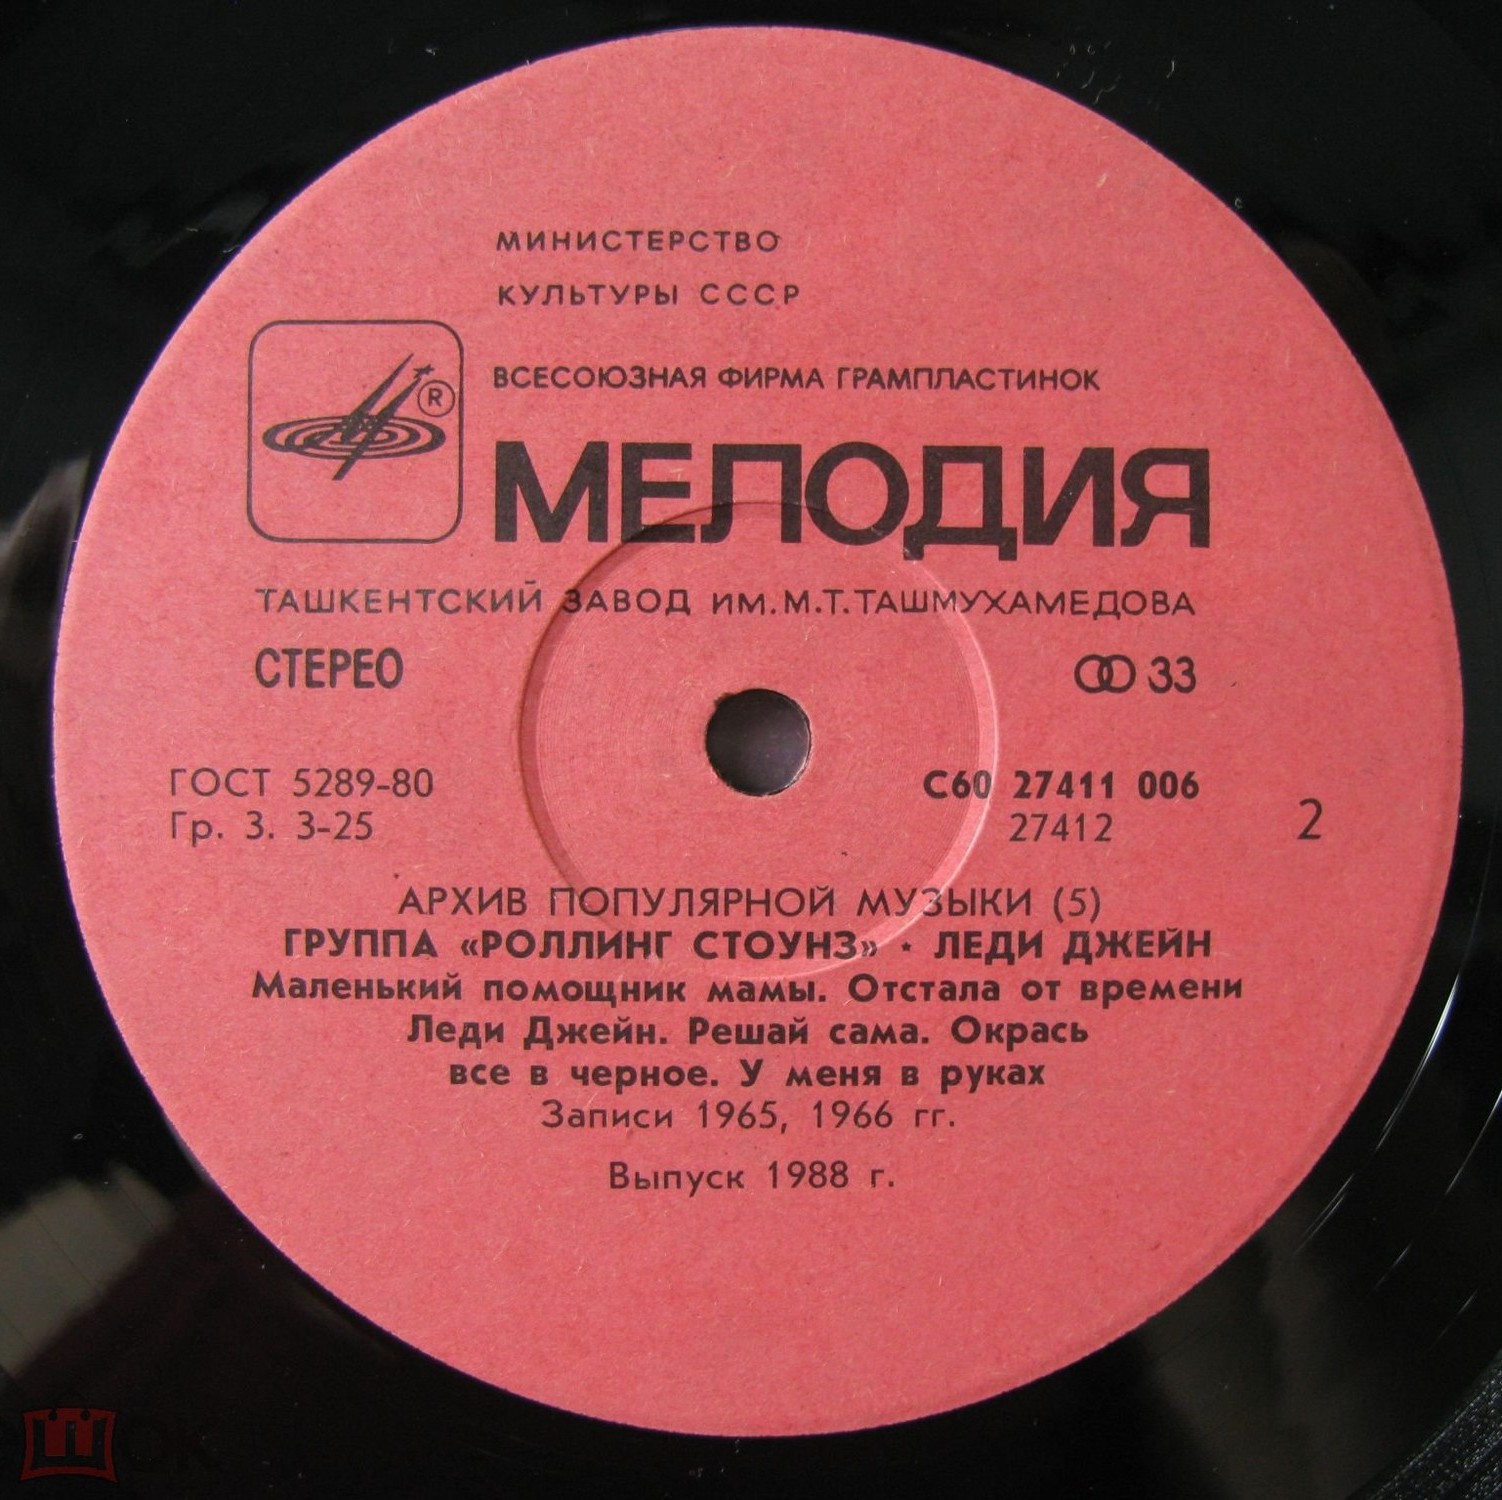 МИНИСТЕРСТВО
КУЛЬТУРЫ СССР
ВСЕСОЮЗНАЯ ФИРМА ГРАМПЛАСТИНОК
®
МЕЛОДИЯ
ТАШКЕНТСКИЙ ЗАВОД ИМ.М.Т.ТАШМУХАМЕДОВА
СТЕРЕО 33
ГОСТ 5289-80 С60 27411 006
Гр. 3. 3-25 27412 2
АРХИВ ПОПУЛЯРНОЙ МУЗЫКИ (5)
ГРУППА «РОЛЛИНГ СТОУНЗ» · ЛЕДИ ДЖЕЙН
Маленький помощник мамы. Отстала от времени
Леди Джейн. Решай сама. Окрась
все в черное. У меня в руках
Записи 1965, 1966 гг.
Выпуск 1988 г.